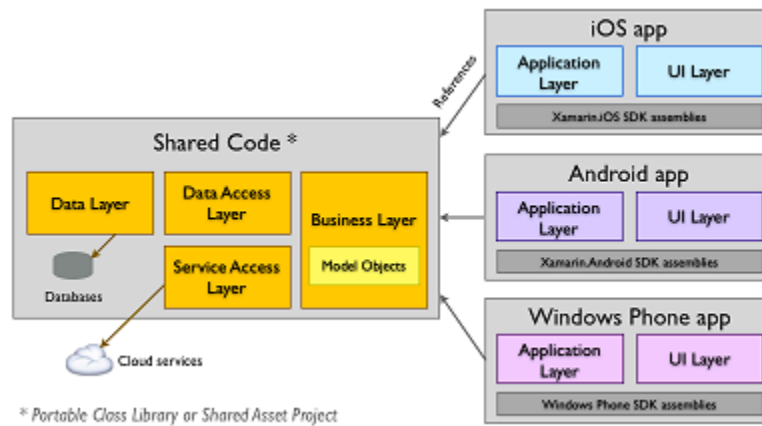 iOS app
Application
Layer
UI Layer
Xamarin.iOS SDK assemblies
References
Shared Code *
Data Layer
Data Access
Layer
Business Layer
Model Objects
Service Access
Layer
Databases
Cloud services
Android app
Application
Layer
UI Layer
Xamarin.Android SDK assemblies
Windows Phone app
Application
Layer
UI Layer
Windows Phone SDK assemblies
* Portable Class Library or Shared Asset Project